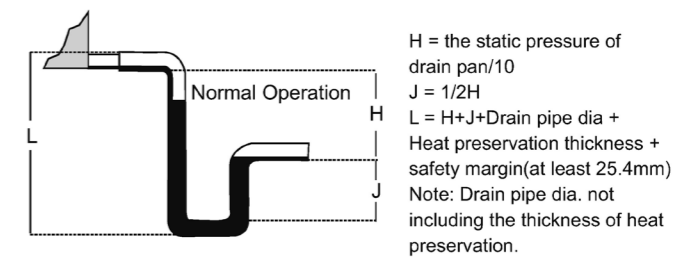 Normal Operation
L
H
J
H = the static pressure of
drain pan/10
J = 1/2H
L = H+J+Drain pipe dia +
Heat preservation thickness +
safety margin(at least 25.4mm)
Note: Drain pipe dia. not
including the thickness of heat
preservation.